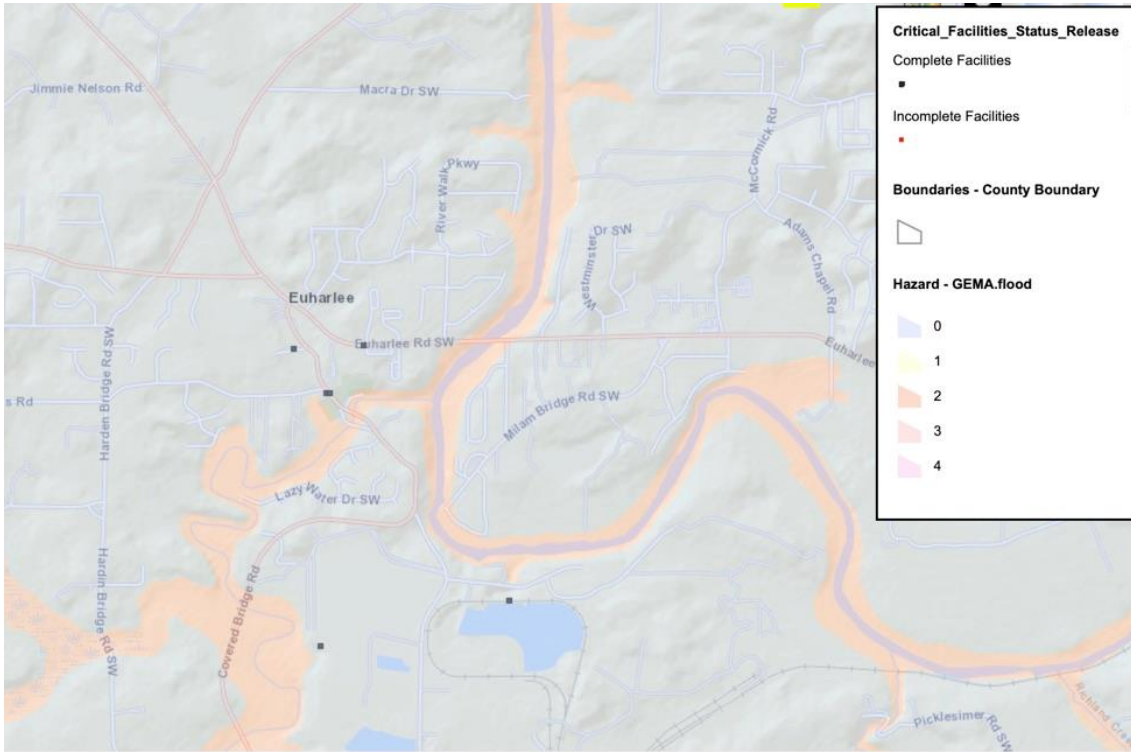 Critical_Facilities_Status_Release
Complete Facilities
Incomplete Facilities
Boundaries - County Boundary
Hazard - GEMA.flood
0
1
2
3
4
Jimmie Nelson Rd
Macra Dr SW
McCormick Rd
River Walk Pkwy
Westminster Dr SW
Adams Chapel Rd
Euharlee
Euharlee Rd SW
Euharlee
Harden Bridge Rd SW
s Rd
Milam Bridge Rd SW
Lazy Water Dr SW
Hardin Bridge Rd SW
Covered Bridge Rd
Picklesimer Rd SW
Richland Cree